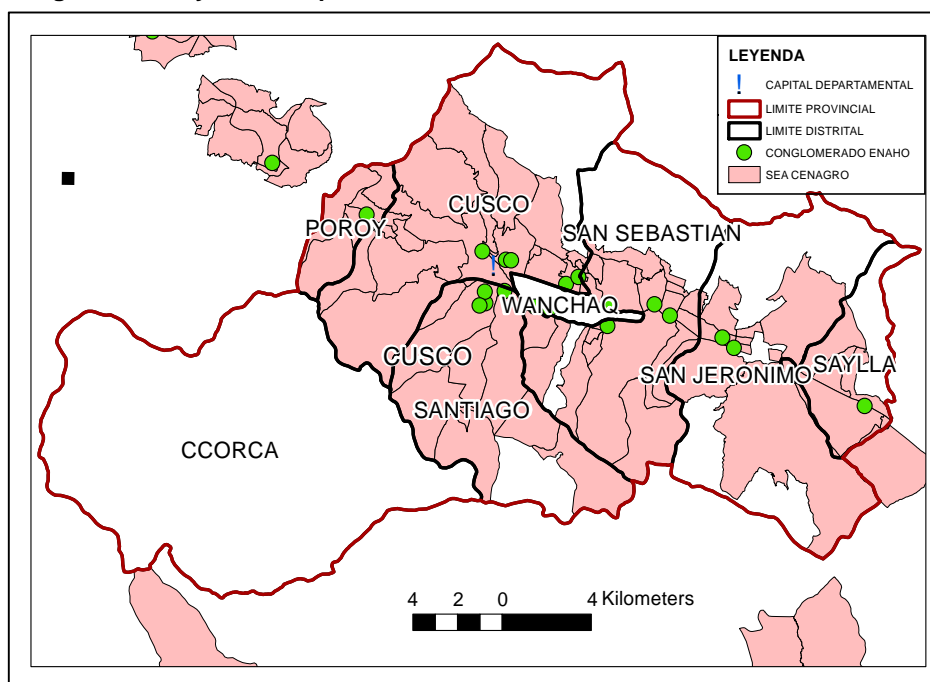 LEYENDA
! CAPITAL DEPARTAMENTAL
LIMITE PROVINCIAL
LIMITE DISTRITAL
CONGLOMERADO ENAHO
SEA CENAGRO
CUSCO
POROY
SAN SEBASTIAN
!
WANCHAQ
CUSCO
SAN JERONIMO
SAYLLA
SANTIAGO
CCORCA
4 2 0 4 Kilometers